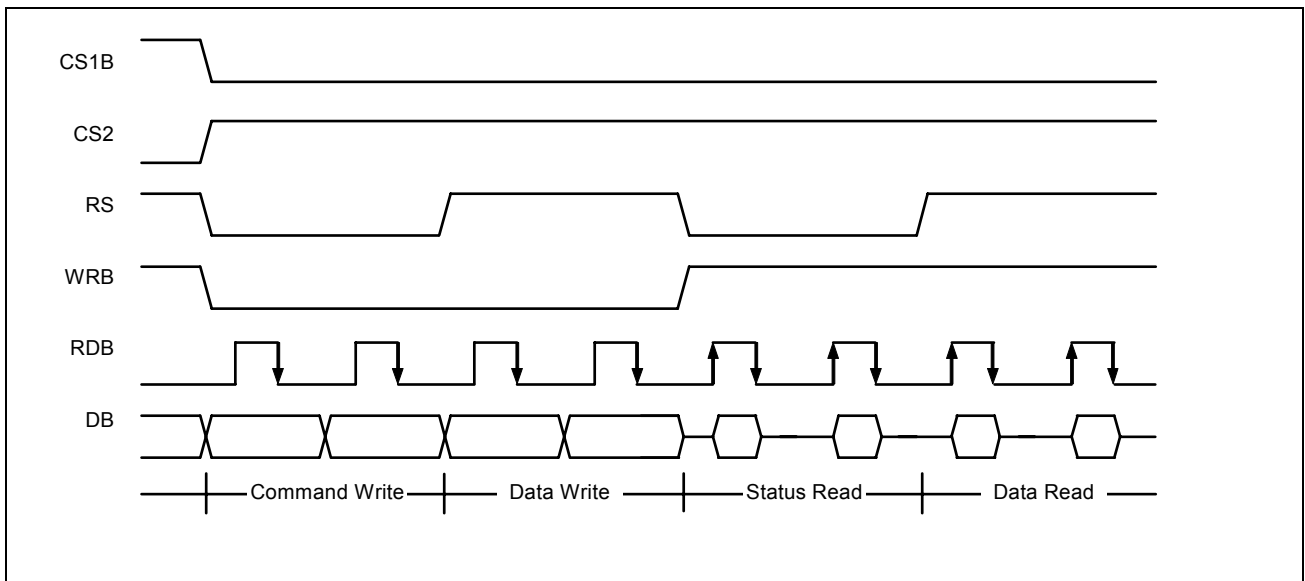 CS1B
CS2
RS
WRB
RDB
DB
Command Write Data Write Status Read Data Read